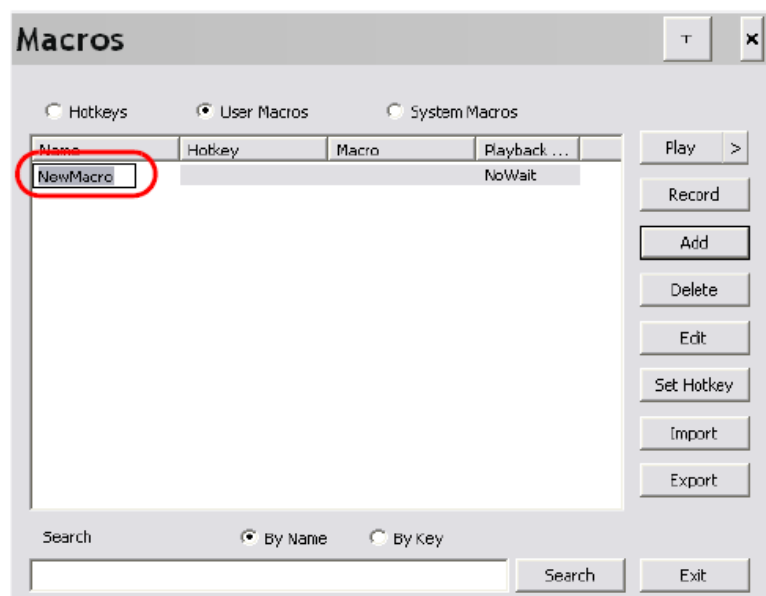 Macros
T
×
Hotkeys User Macros System Macros
Name Hotkey Macro Playback ...
NewMacro NoWait
Play >
Record
Add
Delete
Edit
Set Hotkey
Import
Export
Search By Name By Key
Search Exit